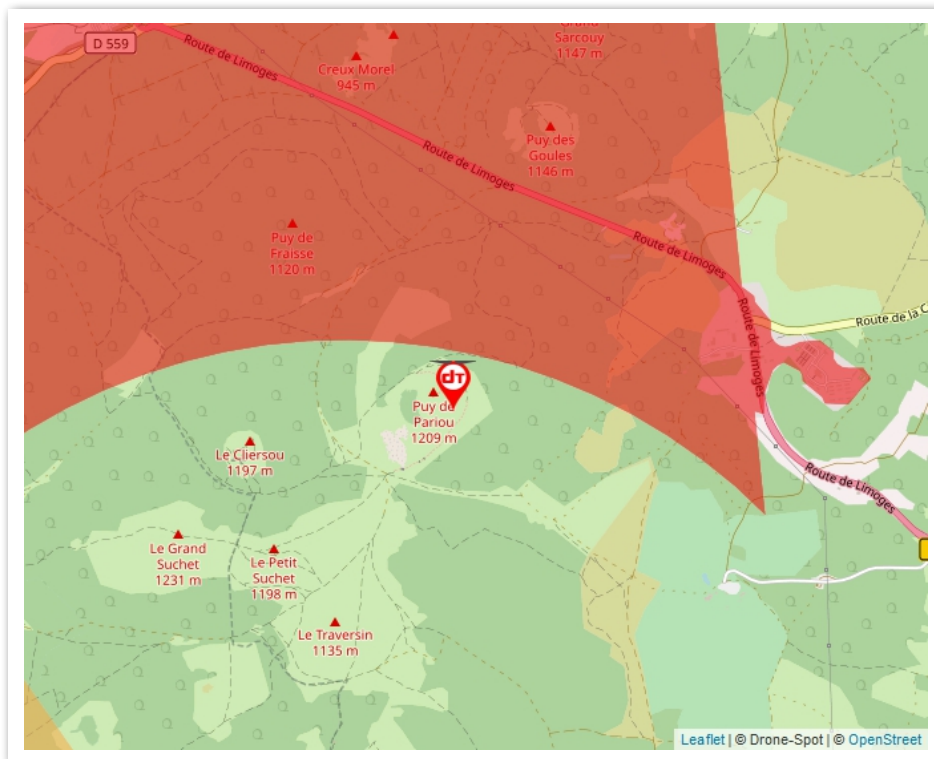 Grand
Sarcouy
1147 m
D 559
Route de Limoges
Creux Morel
945 m
Puy des
Goules
1146 m
Route de Limoges
Puy de
Fraisse
1120 m
Route de Limoges
Route de Limoges
Route de la C
dT
Puy de
Pariou
1209 m
Le Cliersou
1197 m
Route de Limoges
Le Grand
Suchet
1231 m
Le Petit
Suchet
1198 m
Le Traversin
1135 m
Leaflet | © Drone-Spot | © OpenStreet